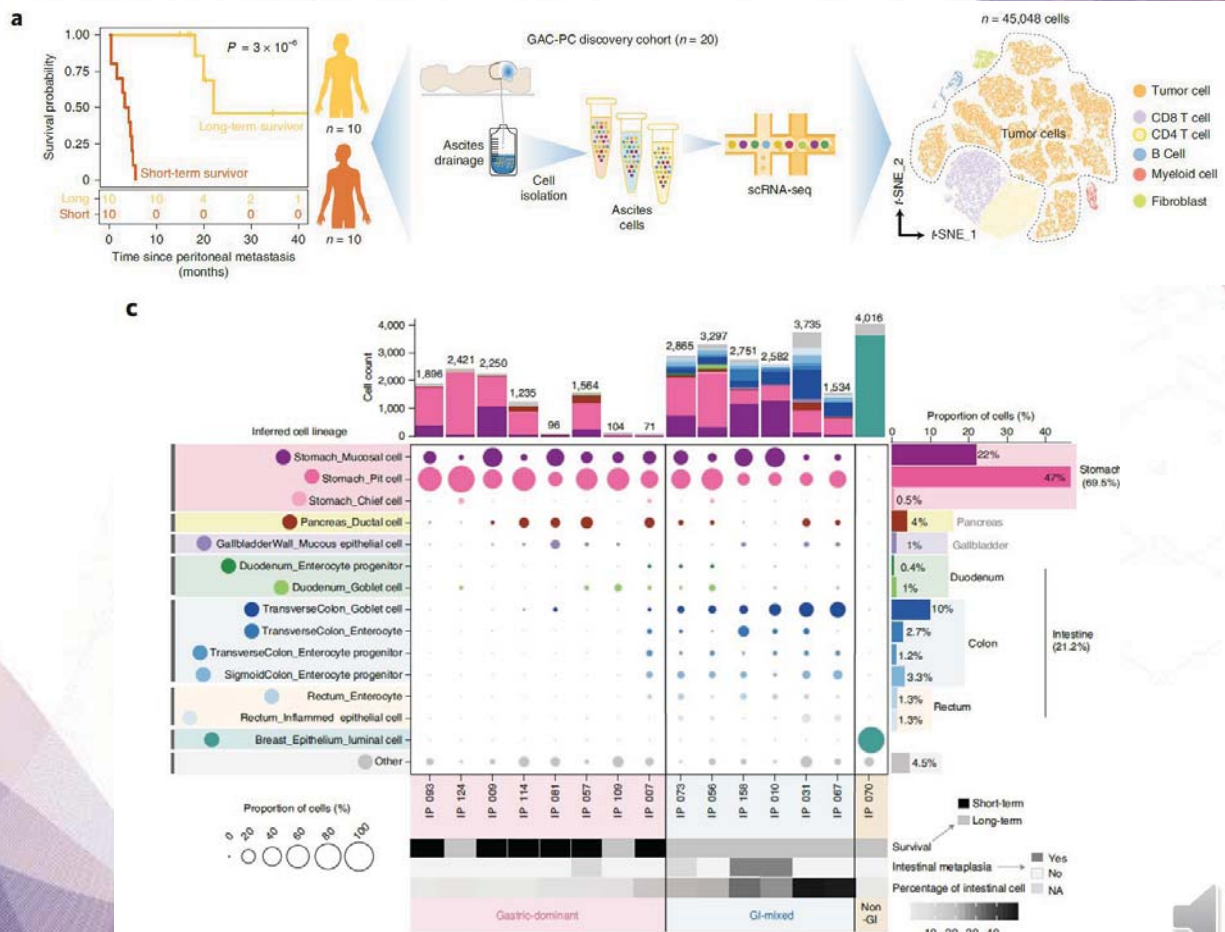 a
1.00
0.75
0.50
0.25
0
Survival probability
P = 3 × 10⁻⁶
Long-term survivor
Short-term survivor
Long 10 10 4 2 1
Short 10 0 0 0 0
0 10 20 30 40
Time since peritoneal metastasis
(months)
n = 10
n = 10
GAC-PC discovery cohort (n = 20)
Ascites
drainage
Cell
isolation
Ascites
cells
scRNA-seq
n = 45,048 cells
Tumor cells
t-SNE_2
t-SNE_1
Tumor cell
CD8 T cell
CD4 T cell
B Cell
Myeloid cell
Fibroblast
c
Cell count
4,000
3,000
2,000
1,000
0
1,896
2,421
2,250
1,235
96
1,564
104
71
2,865
3,297
2,751
2,582
3,735
1,534
4,016
Inferred cell lineage
Stomach_Mucosal cell
Stomach_Pit cell
Stomach_Chief cell
Pancreas_Ductal cell
GallbladderWall_Mucous epithelial cell
Duodenum_Enterocyte progenitor
Duodenum_Goblet cell
TransverseColon_Goblet cell
TransverseColon_Enterocyte
TransverseColon_Enterocyte progenitor
SigmoidColon_Enterocyte progenitor
Rectum_Enterocyte
Rectum_Inflammed epithelial cell
Breast_Epithelium_luminal cell
Other
Proportion of cells (%)
0 10 20 30 40
22%
47%
0.5%
Stomach
(69.5%)
4%
Pancreas
1%
Gallbladder
0.4%
1%
Duodenum
10%
2.7%
1.2%
3.3%
Colon
1.3%
1.3%
Rectum
Intestine
(21.2%)
4.5%
IP 093
IP 124
IP 009
IP 114
IP 081
IP 057
IP 109
IP 007
IP 073
IP 056
IP 158
IP 010
IP 031
IP 067
IP 070
Proportion of cells (%)
0 20 40 60 80 100
Short-term
Long-term
Survival
Intestinal metaplasia
Yes
No
NA
Percentage of intestinal cell
Gastric-dominant
GI-mixed
Non
-GI